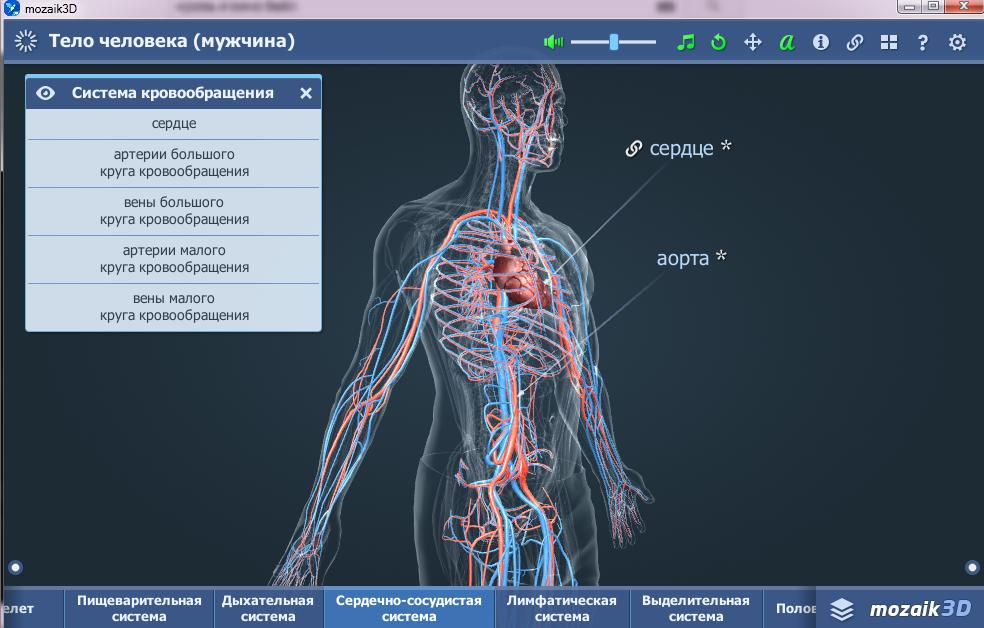 mozaik3D
Тело человека (мужчина)
Система кровообращения
сердце
артерии большого
круга кровообращения
вены большого
круга кровообращения
артерии малого
круга кровообращения
вены малого
круга кровообращения
сердце *
аорта *
елет
Пищеварительная
система
Дыхательная
система
Сердечно-сосудистая
система
Лимфатическая
система
Выделительная
система
Полов
mozaik3D